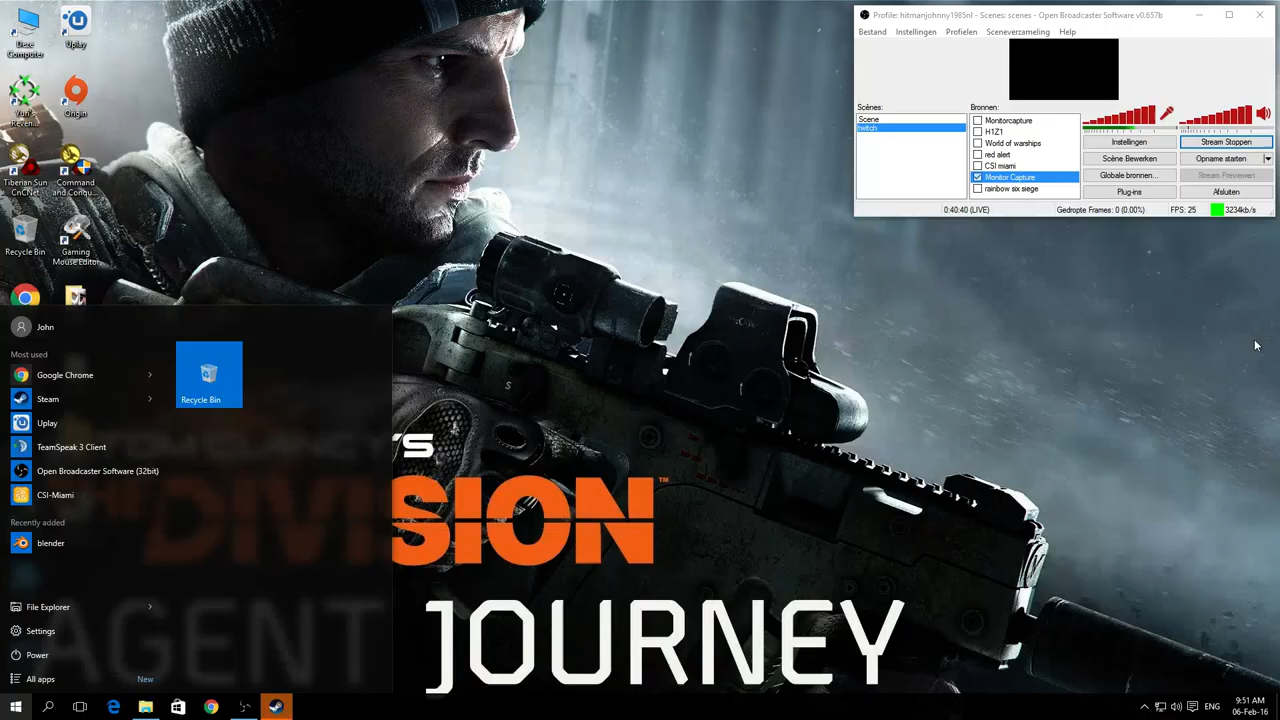 Deze
Computer
Uplay
Yuri's
Reven...
Origin
Tiberian Sun
CnCNet
Command
and Conqu...
Recycle Bin
Gaming
Mouse Editor
Profile: hitmanjohnny1985nl - Scenes: scenes - Open Broadcaster Software v0.657b
Bestand Instellingen Profielen Sceneverzameling Help
Scènes:
Scene
twitch
Bronnen:
Monitorcapture
H1Z1
World of warships
red alert
CSI miami
Monitor Capture
rainbow six siege
Instellingen Stream Stoppen
Scène Bewerken Opname starten
Globale bronnen... Stream Previewen
Plug-ins Afsluiten
0:40:40 (LIVE) Gedropte Frames: 0 (0.00%) FPS: 25 3234kb/s
John
Most used
Google Chrome
Steam
Uplay
TeamSpeak 3 Client
Open Broadcaster Software (32bit)
CSI-Miami
Recently added
blender
File Explorer
Settings
Power
All apps New
Recycle Bin
'S
DIVISION™
AGENT JOURNEY
ENG
9:51 AM
06-Feb-16